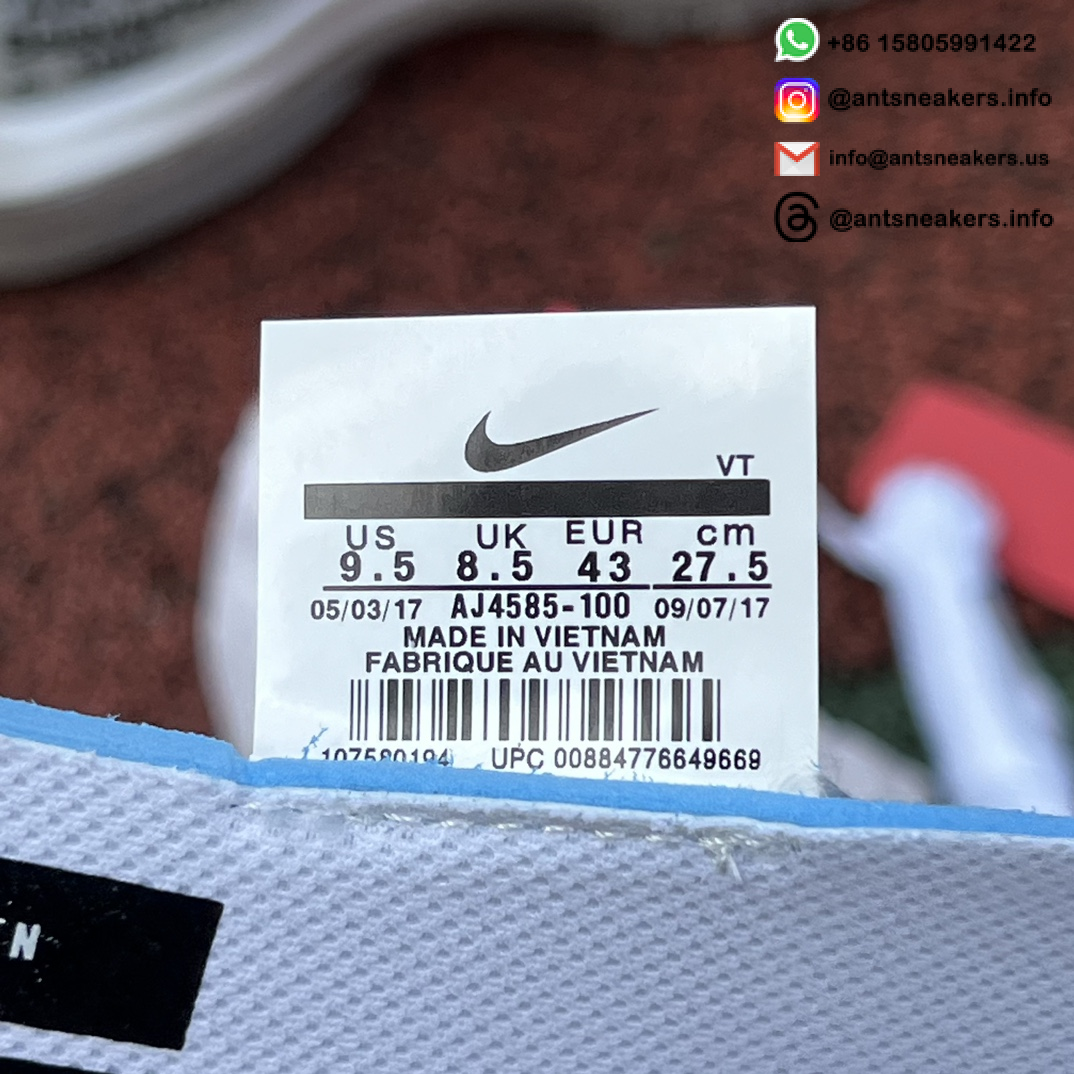 +86 15805991422
@antsneakers.info
info@antsneakers.us
@antsneakers.info
VT
US UK EUR cm
9.5 8.5 43 27.5
05/03/17 AJ4585-100 09/07/17
MADE IN VIETNAM
FABRIQUE AU VIETNAM
107580194 UPC 00884776649669